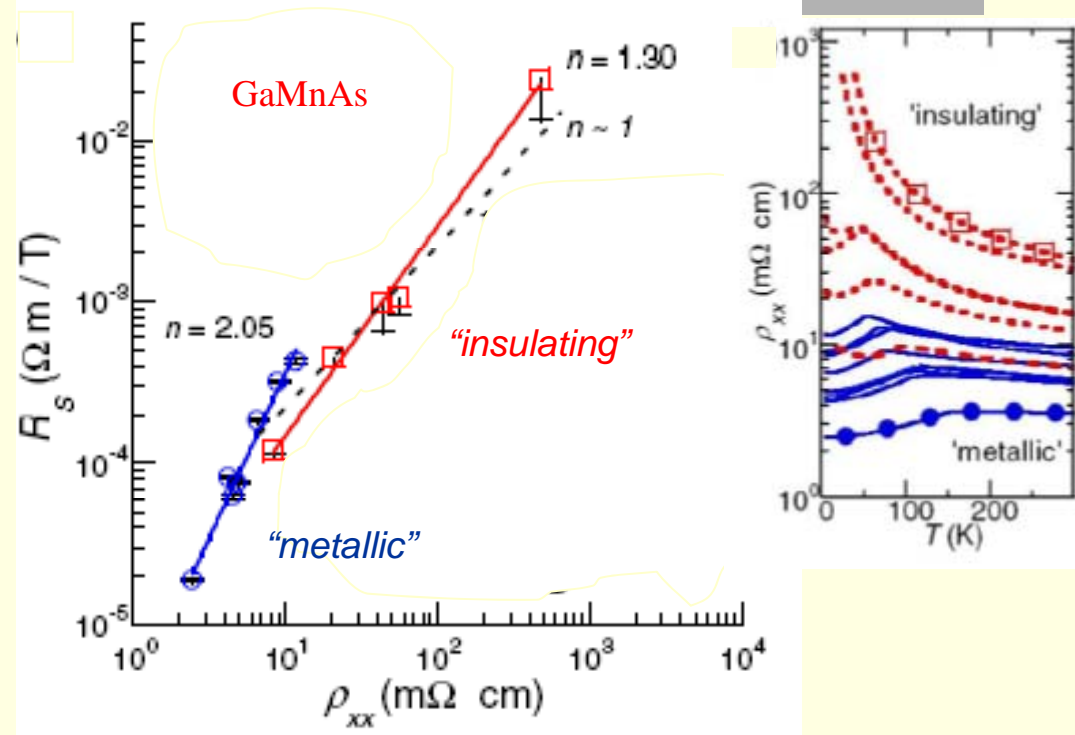 GaMnAs
n = 1.30
n ~ 1
n = 2.05
"insulating"
"metallic"
R_s (Ω m / T)
10^-2
10^-3
10^-4
10^-5
10^0
10^1
10^2
10^3
10^4
ρ_xx (mΩ cm)
10^3
10^2
10^1
10^0
'insulating'
'metallic'
ρ_xx (mΩ cm)
0
100
200
T (K)